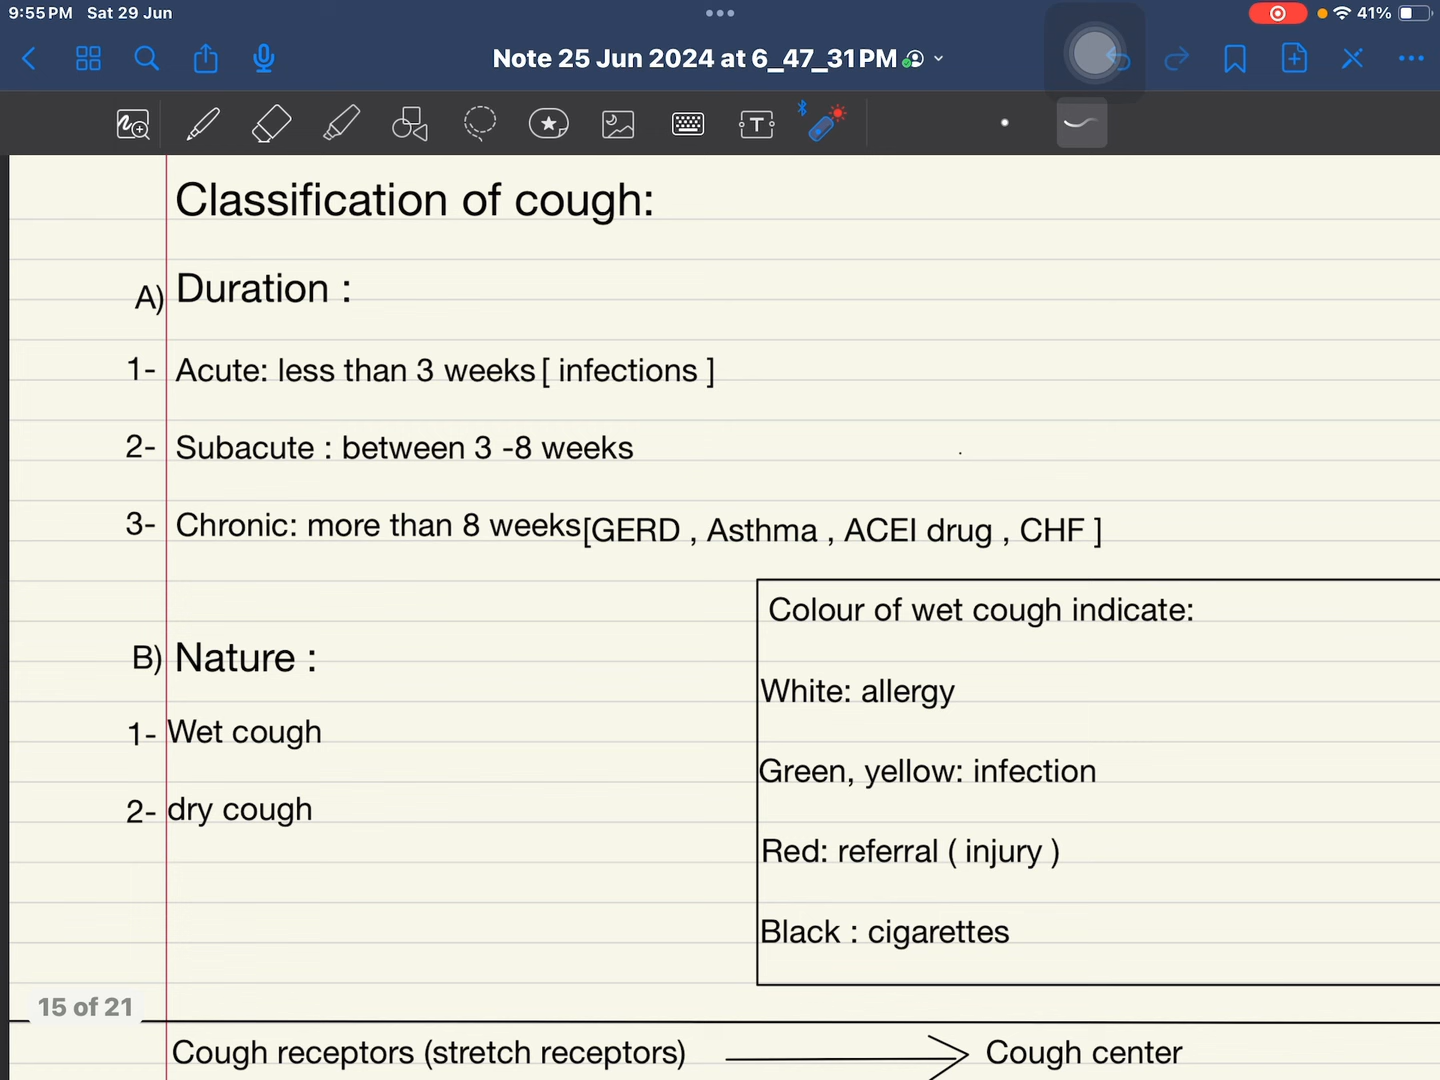 9:55 PM Sat 29 Jun
41%
Note 25 Jun 2024 at 6_47_31 PM
T
Classification of cough:
A) Duration :
1- Acute: less than 3 weeks [ infections ]
2- Subacute : between 3 -8 weeks
3- Chronic: more than 8 weeks[GERD , Asthma , ACEI drug , CHF ]
B) Nature :
1- Wet cough
2- dry cough
Colour of wet cough indicate:
White: allergy
Green, yellow: infection
Red: referral ( injury )
Black : cigarettes
15 of 21
Cough receptors (stretch receptors)
Cough center